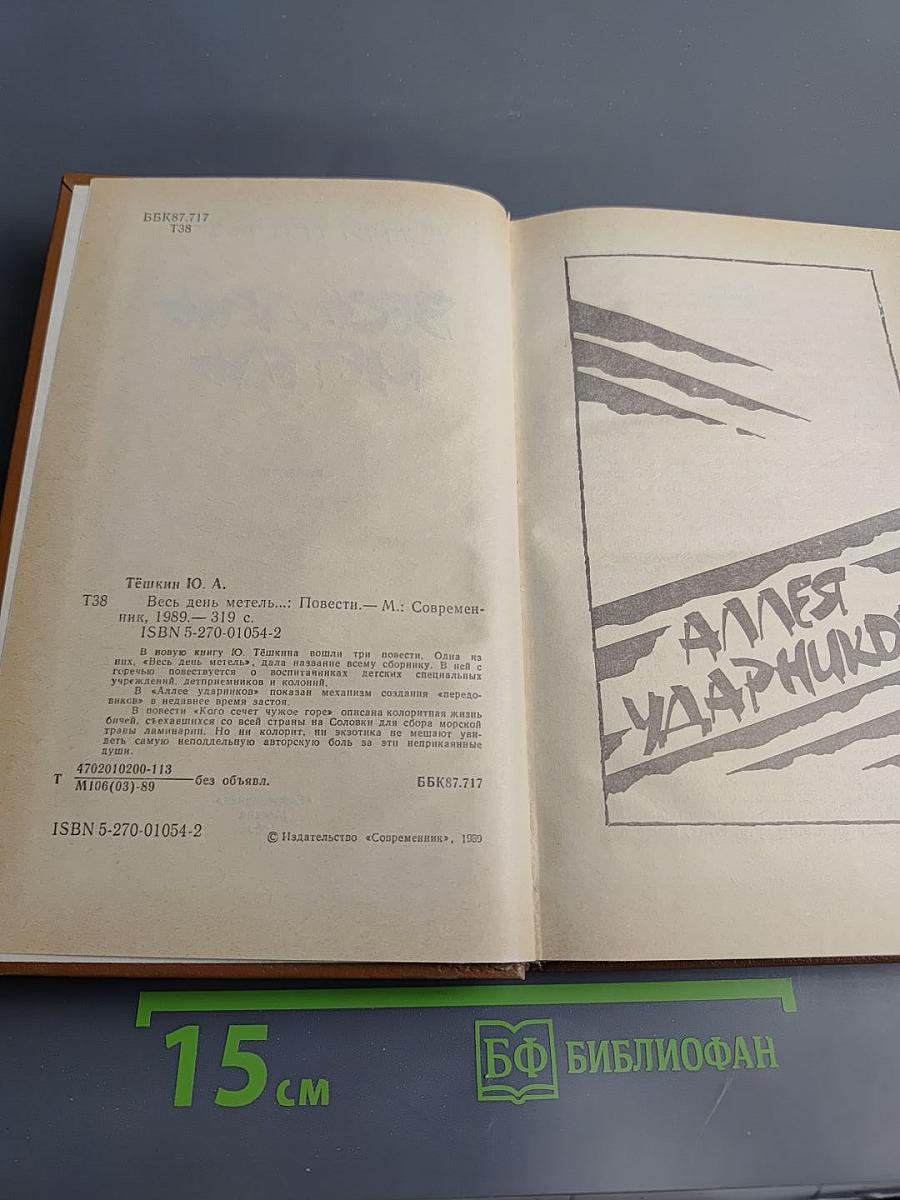 ББК87.717
Т38
Тёшкин Ю. А.
Т38 Весь день метель...: Повести.— М.: Современ-
ник, 1989.— 319 с.
ISBN 5-270-01054-2
В новую книгу Ю. Тёшкина вошли три повести. Одна из
них, «Весь день метель», дала название всему сборнику. В ней с
горечью повествуется о воспитанниках детских специальных
учреждений, детприемников и колоний.
В «Аллее ударников» показан механизм создания «передо-
виков» в недавнее время застоя.
В повести «Кого сечет чужое горе» описана колоритная жизнь
бичей, съехавшихся со всей страны на Соловки для сбора морской
травы ламинарии. Но ни колорит, ни экзотика не мешают уви-
деть самую неподдельную авторскую боль за эти неприкаянные
души.
Т 4702010200-113 без объявл. ББК87.717
М106(03)-89
ISBN 5-270-01054-2
© Издательство «Современник», 1989
АЛЛЕЯ
УДАРНИКОВ
15 см
БФ БИБЛИОФАН